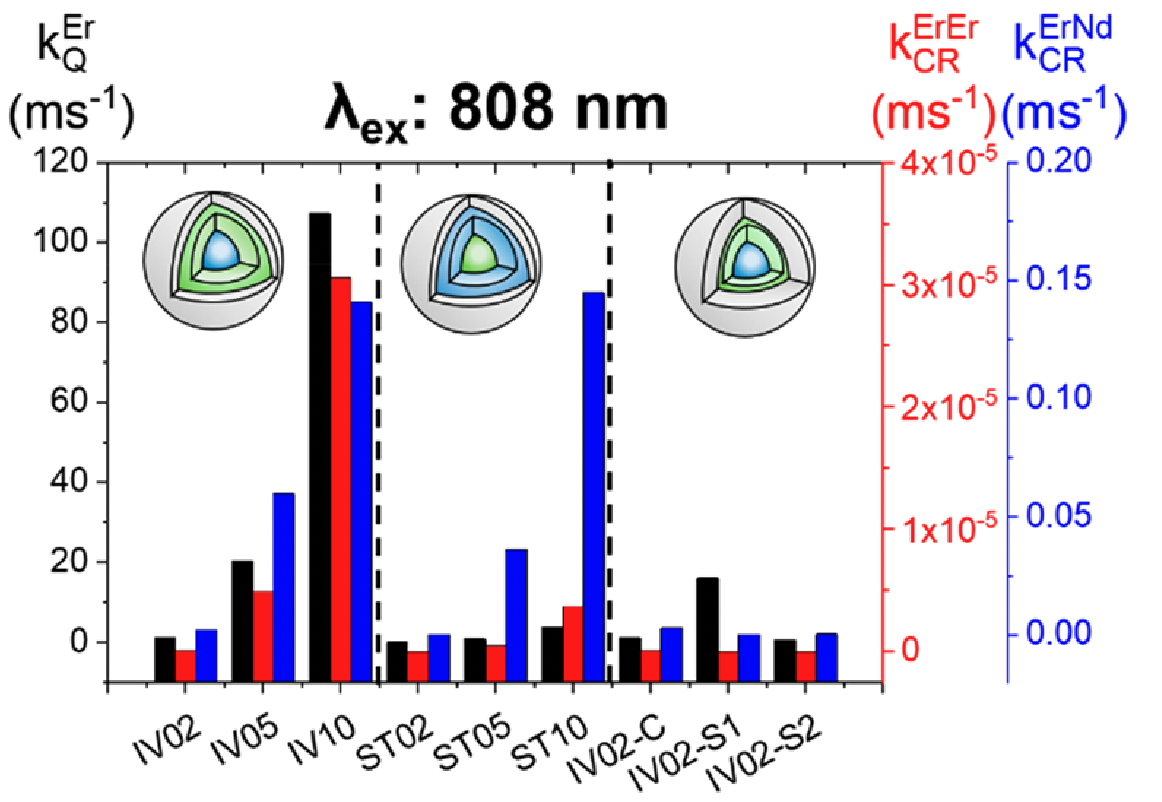 k_Q^Er
(ms⁻¹)
λ_ex: 808 nm
k_CR^ErEr
(ms⁻¹)
k_CR^ErNd
(ms⁻¹)
120
100
80
60
40
20
0
4x10⁻⁵
3x10⁻⁵
2x10⁻⁵
1x10⁻⁵
0
0.20
0.15
0.10
0.05
0.00
IV02
IV05
IV10
ST02
ST05
ST10
IV02-C
IV02-S1
IV02-S2